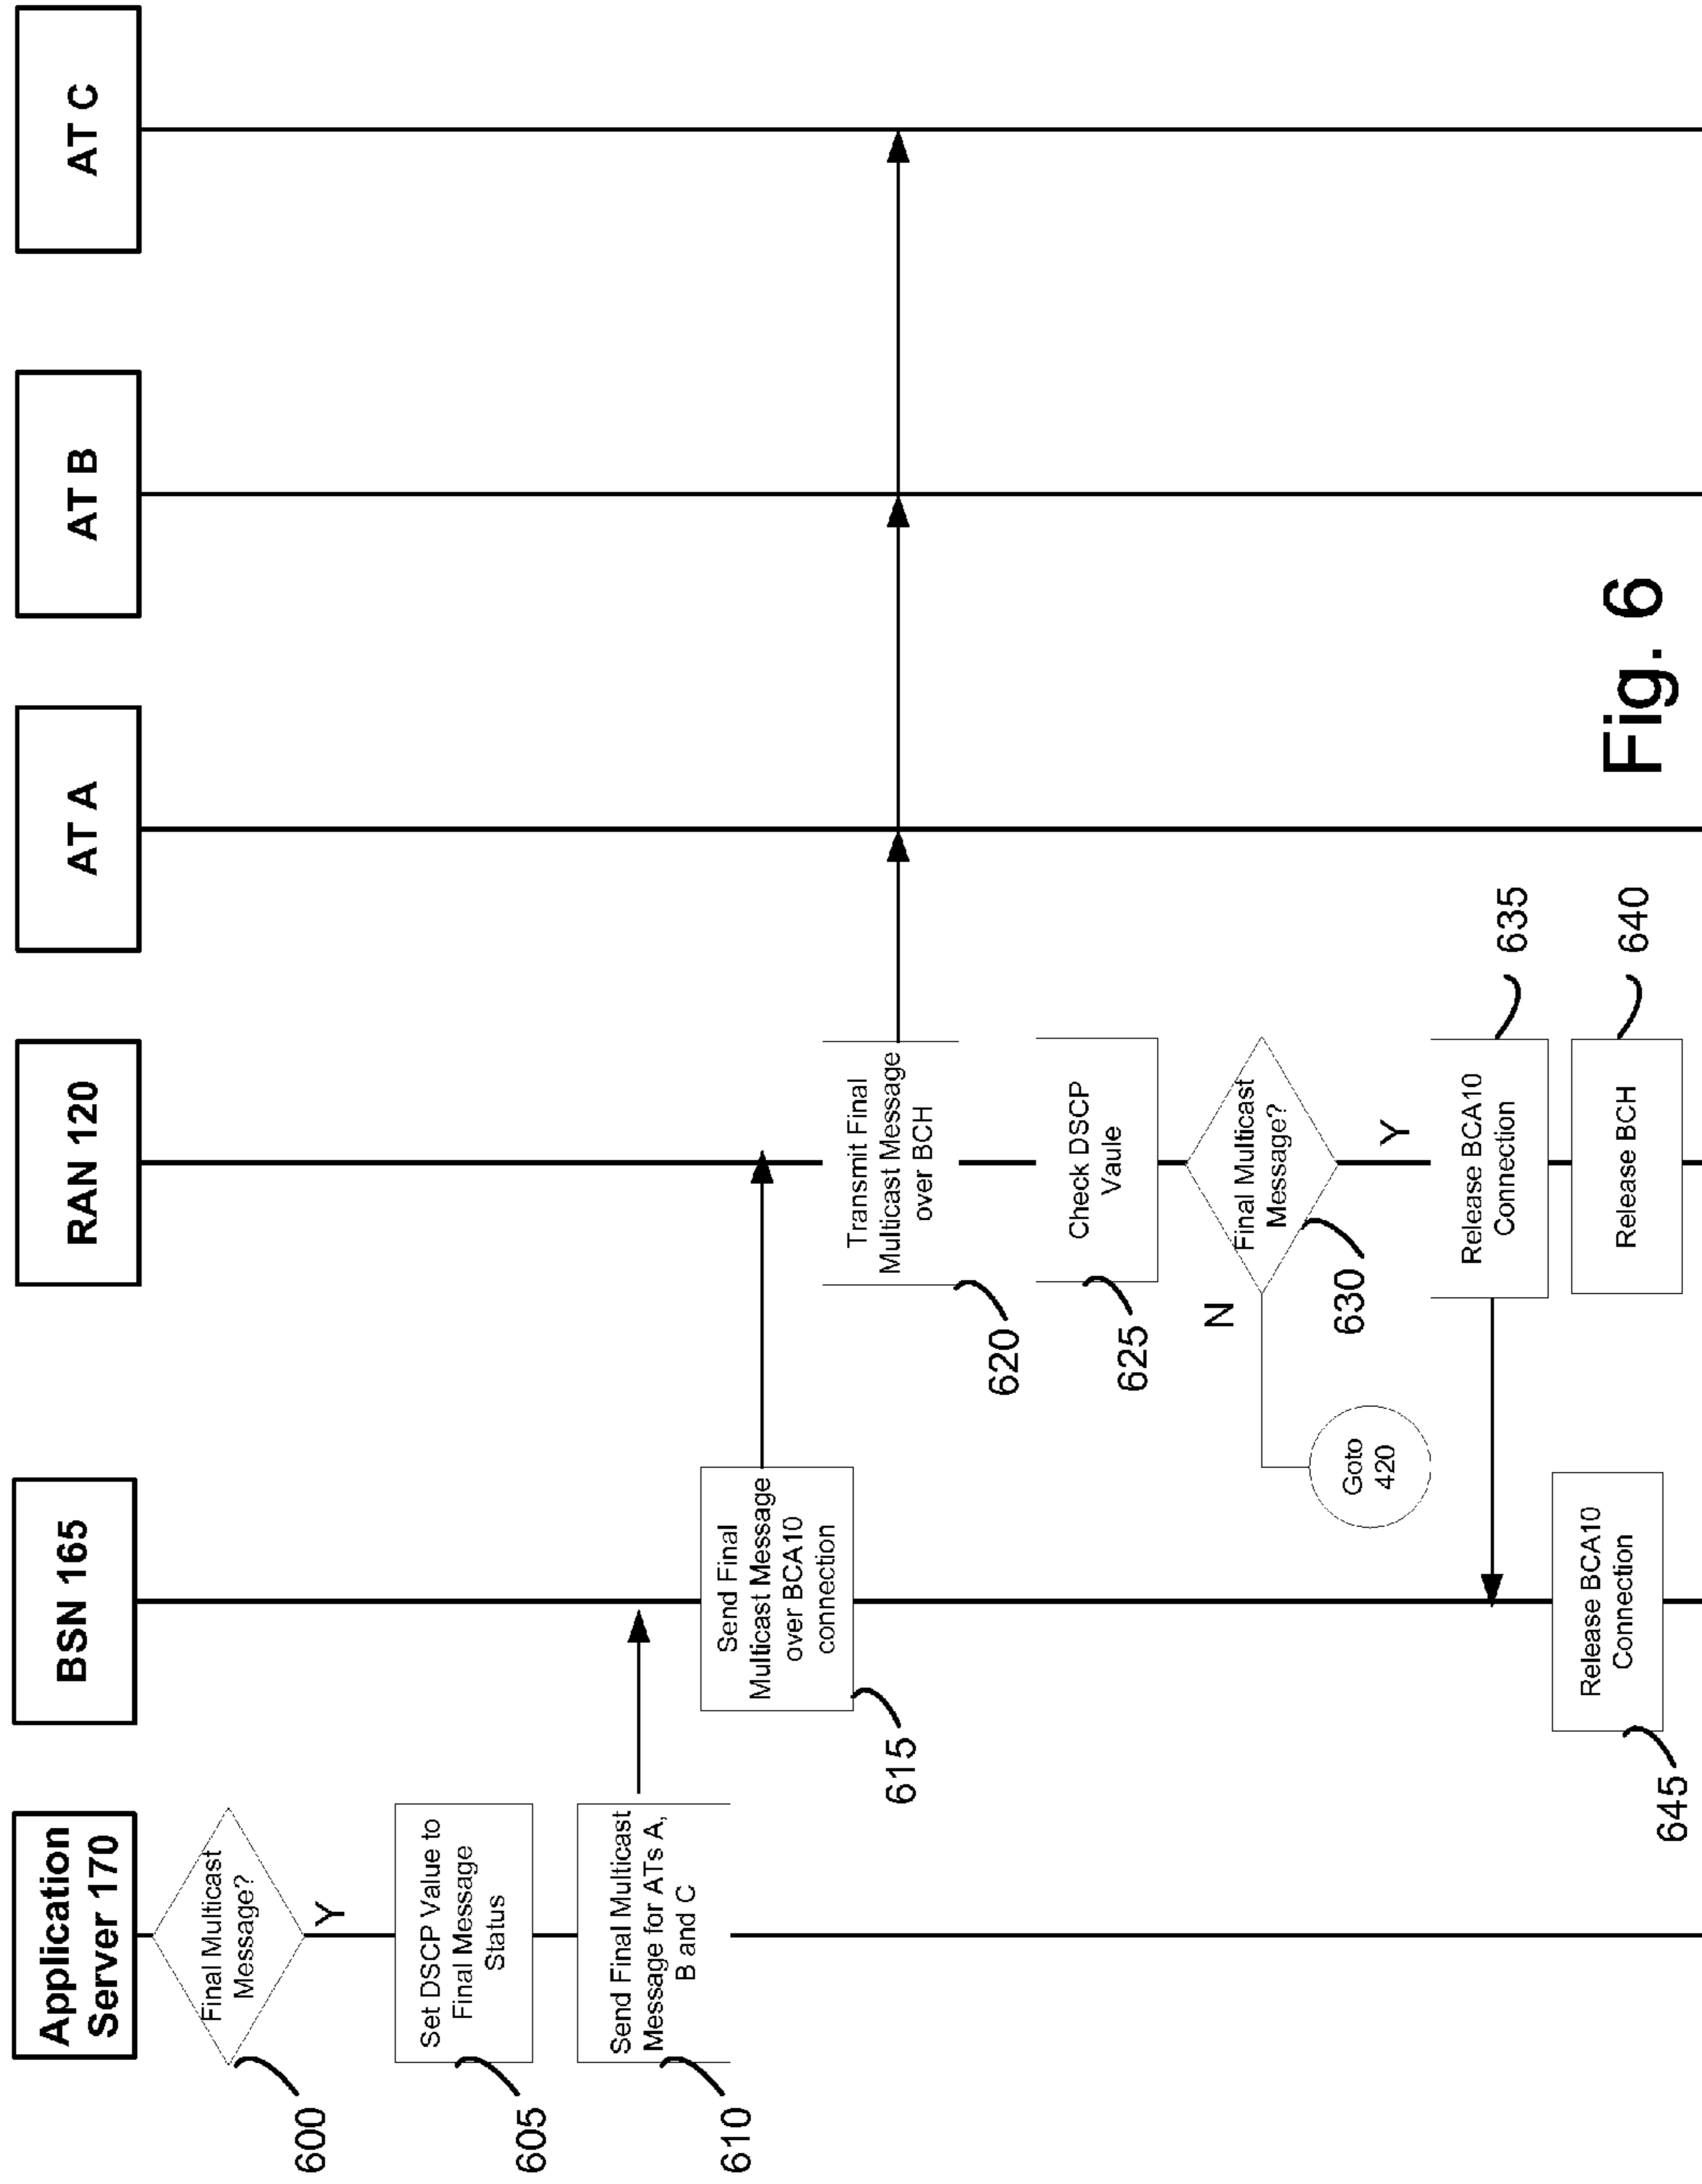 Application
Server 170
BSN 165
RAN 120
AT A
AT B
AT C
Final Multicast
Message?
600
Y
Set DSCP Value to
Final Message
Status
605
Send Final Multicast
Message for ATs A,
B and C
610
Send Final
Multicast Message
over BCA10
connection
615
Transmit Final
Multicast Message
over BCH
620
Check DSCP
Vaule
625
Final Multicast
Message?
630
N
Goto
420
Y
Release BCA10
Connection
635
Release BCH
640
Release BCA10
Connection
645
Fig. 6